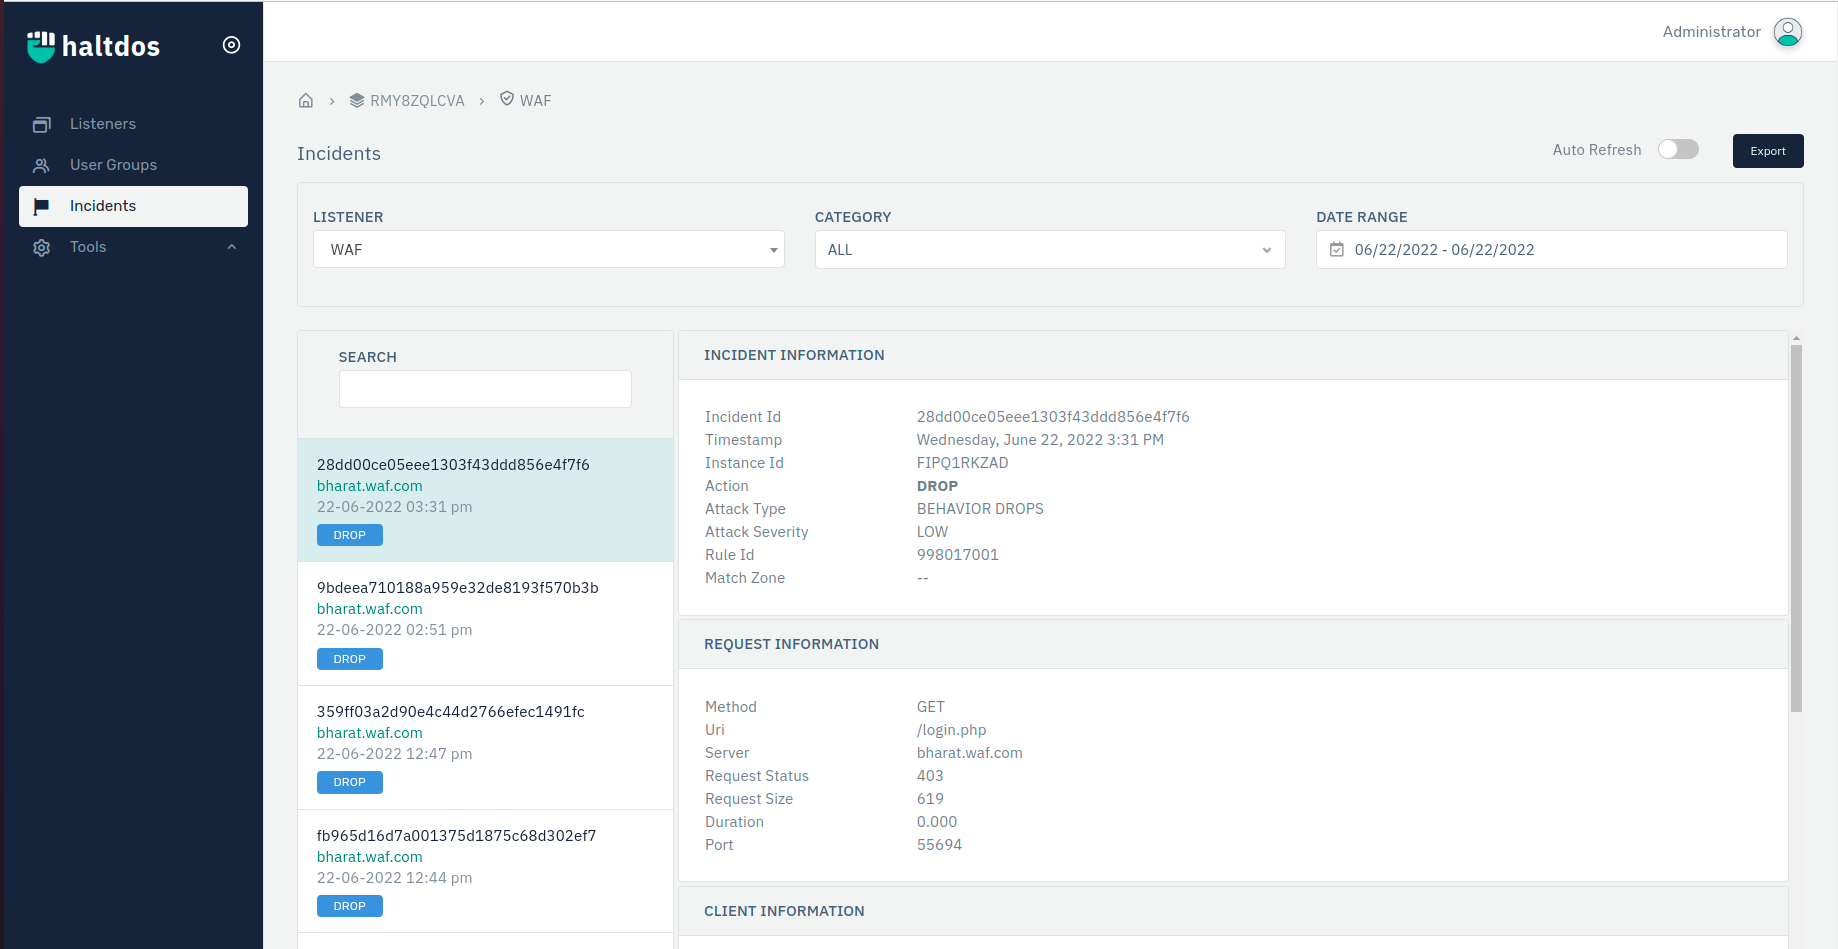 haltdos
Administrator
Listeners
User Groups
Incidents
Tools
RMY8ZQLCVA
WAF
Incidents
Auto Refresh
Export
LISTENER
WAF
CATEGORY
ALL
DATE RANGE
06/22/2022 - 06/22/2022
SEARCH
28dd00ce05eee1303f43ddd856e4f7f6
bharat.waf.com
22-06-2022 03:31 pm
DROP
9bdeea710188a959e32de8193f570b3b
bharat.waf.com
22-06-2022 02:51 pm
DROP
359ff03a2d90e4c44d2766efec1491fc
bharat.waf.com
22-06-2022 12:47 pm
DROP
fb965d16d7a001375d1875c68d302ef7
bharat.waf.com
22-06-2022 12:44 pm
DROP
INCIDENT INFORMATION
Incident Id 28dd00ce05eee1303f43ddd856e4f7f6
Timestamp Wednesday, June 22, 2022 3:31 PM
Instance Id FIPQ1RKZAD
Action DROP
Attack Type BEHAVIOR DROPS
Attack Severity LOW
Rule Id 998017001
Match Zone --
REQUEST INFORMATION
Method GET
Uri /login.php
Server bharat.waf.com
Request Status 403
Request Size 619
Duration 0.000
Port 55694
CLIENT INFORMATION